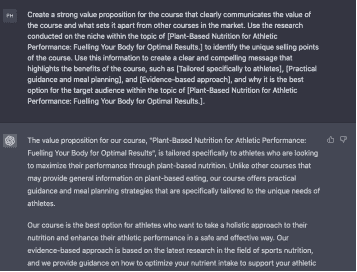 PH
Create a strong value proposition for the course that clearly communicates the value of
the course and what sets it apart from other courses in the market. Use the research
conducted on the niche within the topic of [Plant-Based Nutrition for Athletic
Performance: Fuelling Your Body for Optimal Results.] to identify the unique selling points
of the course. Use this information to create a clear and compelling message that
highlights the benefits of the course, such as [Tailored specifically to athletes], [Practical
guidance and meal planning], and [Evidence-based approach], and why it is the best
option for the target audience within the topic of [Plant-Based Nutrition for Athletic
Performance: Fuelling Your Body for Optimal Results.].
The value proposition for our course, "Plant-Based Nutrition for Athletic Performance:
Fuelling Your Body for Optimal Results", is tailored specifically to athletes who are looking
to maximize their performance through plant-based nutrition. Unlike other courses that
may provide general information on plant-based eating, our course offers practical
guidance and meal planning strategies that are specifically tailored to the unique needs of
athletes.
Our course is the best option for athletes who want to take a holistic approach to their
nutrition and enhance their athletic performance in a safe and effective way. Our
evidence-based approach is based on the latest research in the field of sports nutrition,
and we provide guidance on how to optimize your nutrient intake to support your athletic